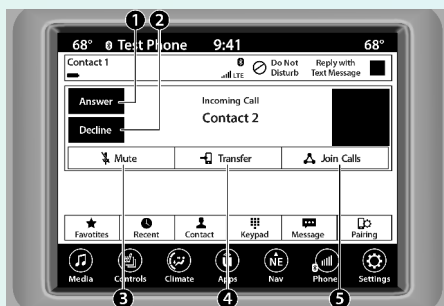 1 2
68° Test Phone 9:41 68°
Contact 1 LTE Do Not Disturb Reply with Text Message
Answer
Incoming Call
Contact 2
Decline
Mute Transfer Join Calls
Favotites Recent Contact Keypad Message Pairing
Media Controls Climate Apps Nav Phone Settings
NE
3 4 5